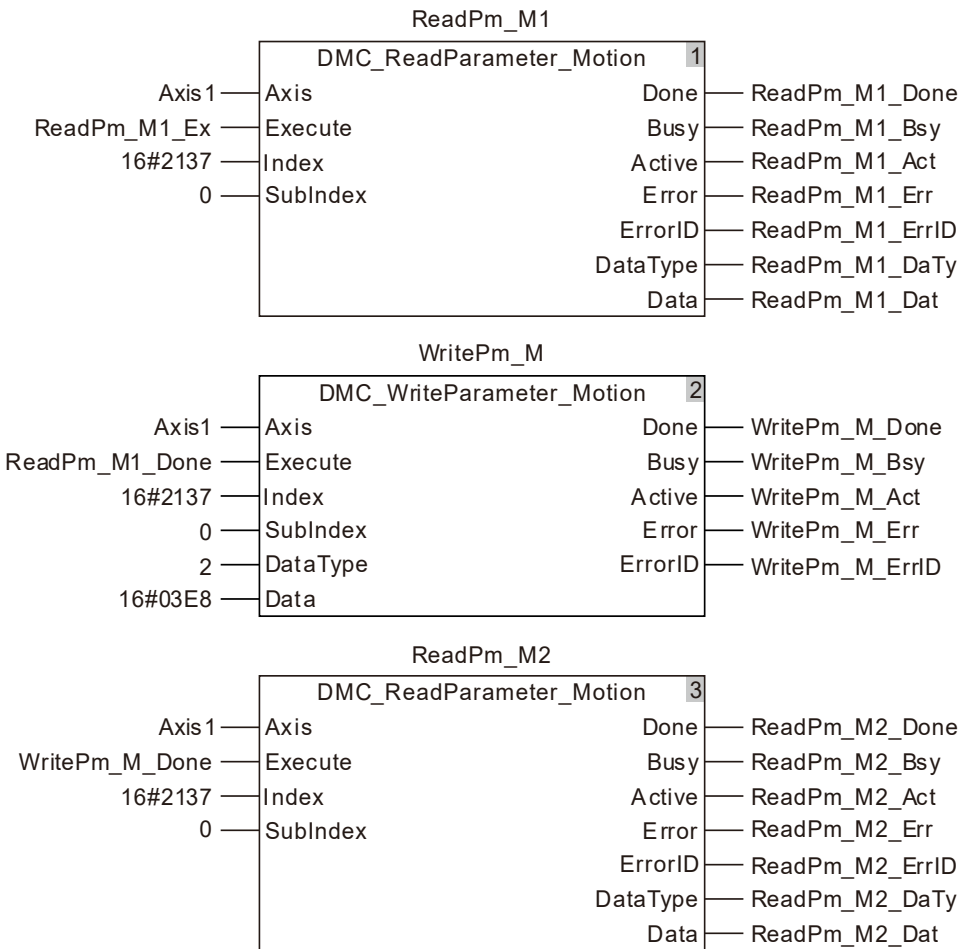 ReadPm_M1
DMC_ReadParameter_Motion 1
Axis1 Axis Done ReadPm_M1_Done
ReadPm_M1_Ex Execute Busy ReadPm_M1_Bsy
16#2137 Index Active ReadPm_M1_Act
0 SubIndex Error ReadPm_M1_Err
ErrorID ReadPm_M1_ErrID
DataType ReadPm_M1_DaTy
Data ReadPm_M1_Dat
WritePm_M
DMC_WriteParameter_Motion 2
Axis1 Axis Done WritePm_M_Done
ReadPm_M1_Done Execute Busy WritePm_M_Bsy
16#2137 Index Active WritePm_M_Act
0 SubIndex Error WritePm_M_Err
2 DataType ErrorID WritePm_M_ErrID
16#03E8 Data
ReadPm_M2
DMC_ReadParameter_Motion 3
Axis1 Axis Done ReadPm_M2_Done
WritePm_M_Done Execute Busy ReadPm_M2_Bsy
16#2137 Index Active ReadPm_M2_Act
0 SubIndex Error ReadPm_M2_Err
ErrorID ReadPm_M2_ErrID
DataType ReadPm_M2_DaTy
Data ReadPm_M2_Dat